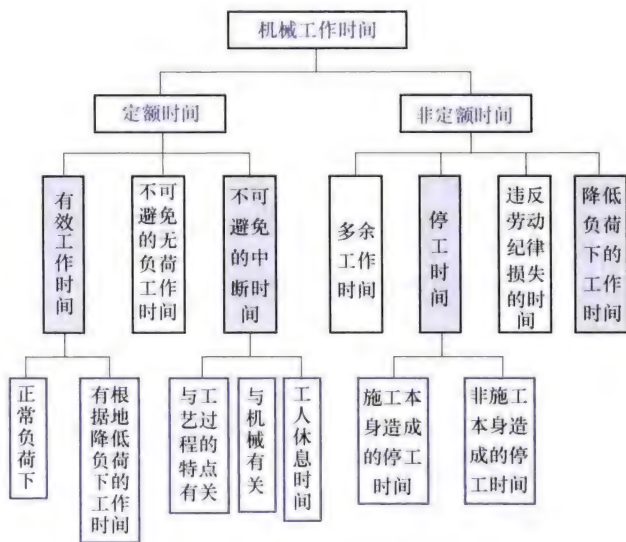 机械工作时间
定额时间
非定额时间
有效工作时间
不可避免的无负荷工作时间
不可避免的中断时间
多余工作时间
停工时间
违反劳动纪律损失的时间
降低负荷下的工作时间
正常负荷下
有根据地降低负荷下的工作时间
与工艺过程的特点有关
与机械有关
工人休息时间
施工本身造成的停工时间
非施工本身造成的停工时间